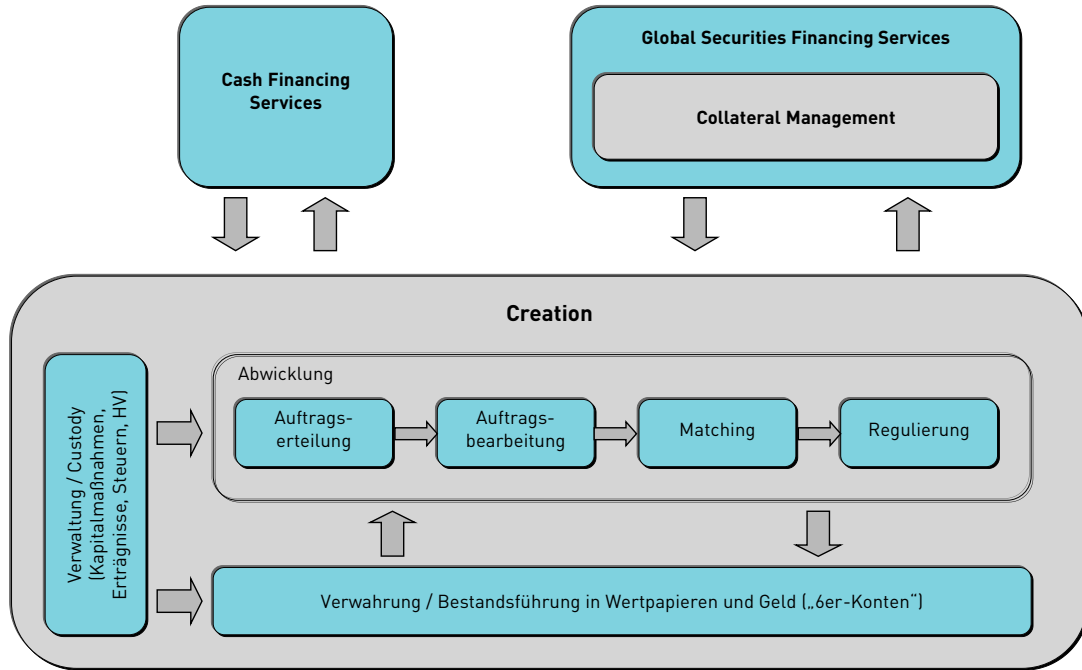 Cash Financing
Services
Global Securities Financing Services
Collateral Management
Creation
Verwaltung / Custody
(Kapitalmaßnahmen,
Erträgnisse, Steuern, HV)
Abwicklung
Auftrags-
erteilung
Auftrags-
bearbeitung
Matching
Regulierung
Verwahrung / Bestandsführung in Wertpapieren und Geld („6er-Konten“)